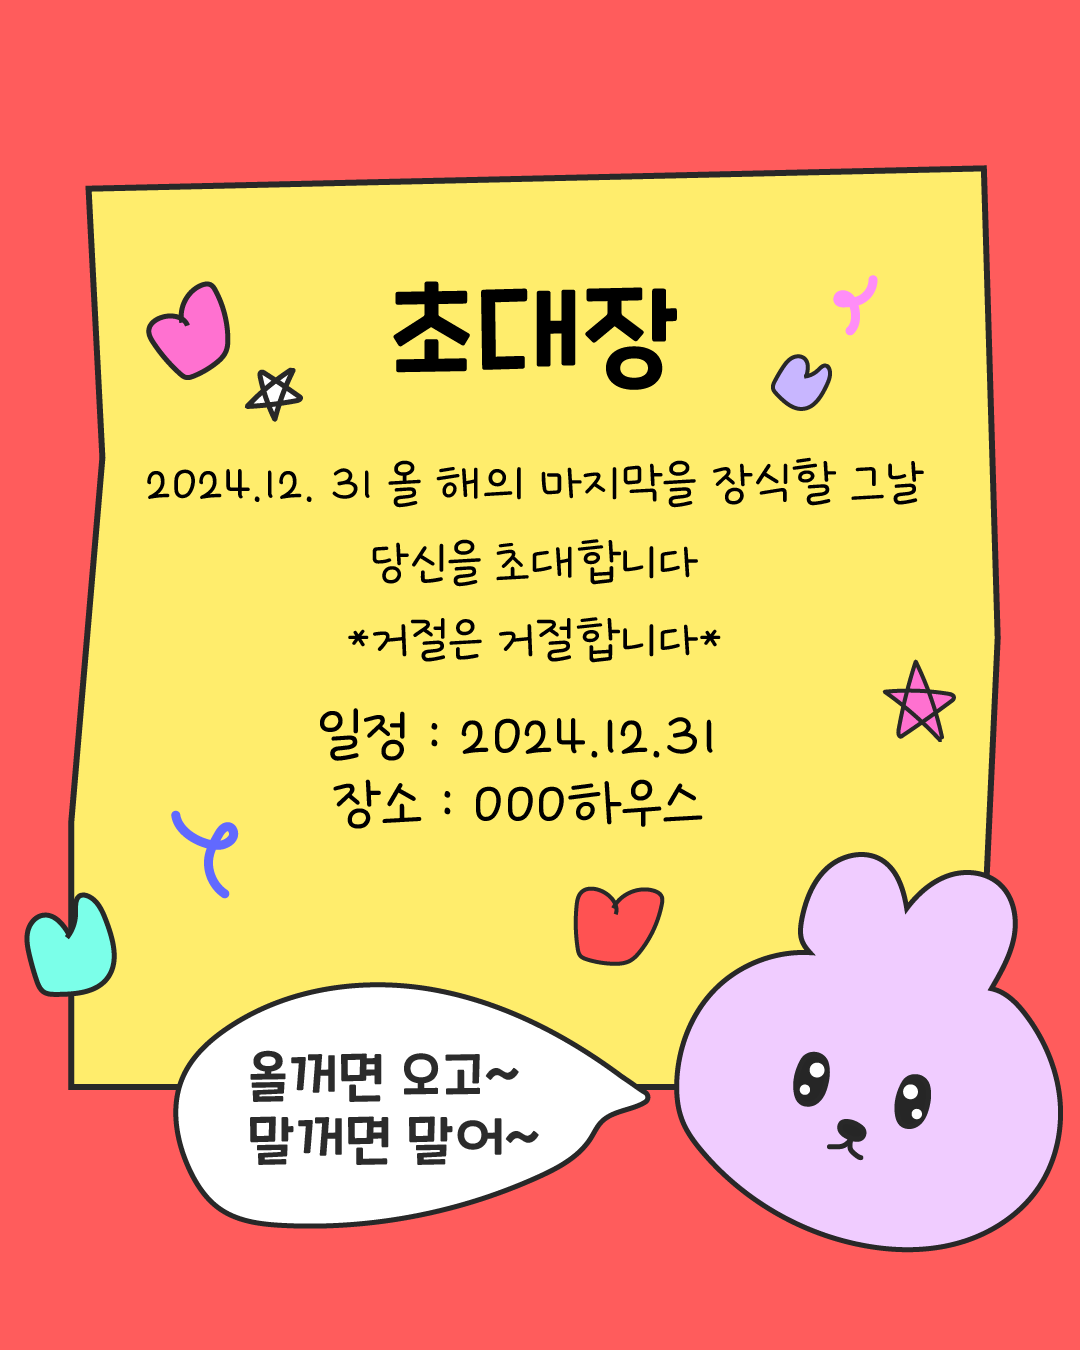 초대장
2024.12. 31 올 해의 마지막을 장식할 그날
당신을 초대합니다
*거절은 거절합니다*
일정 : 2024.12.31
장소 : 000하우스
올꺠면 오고~
말꺠면 말어~